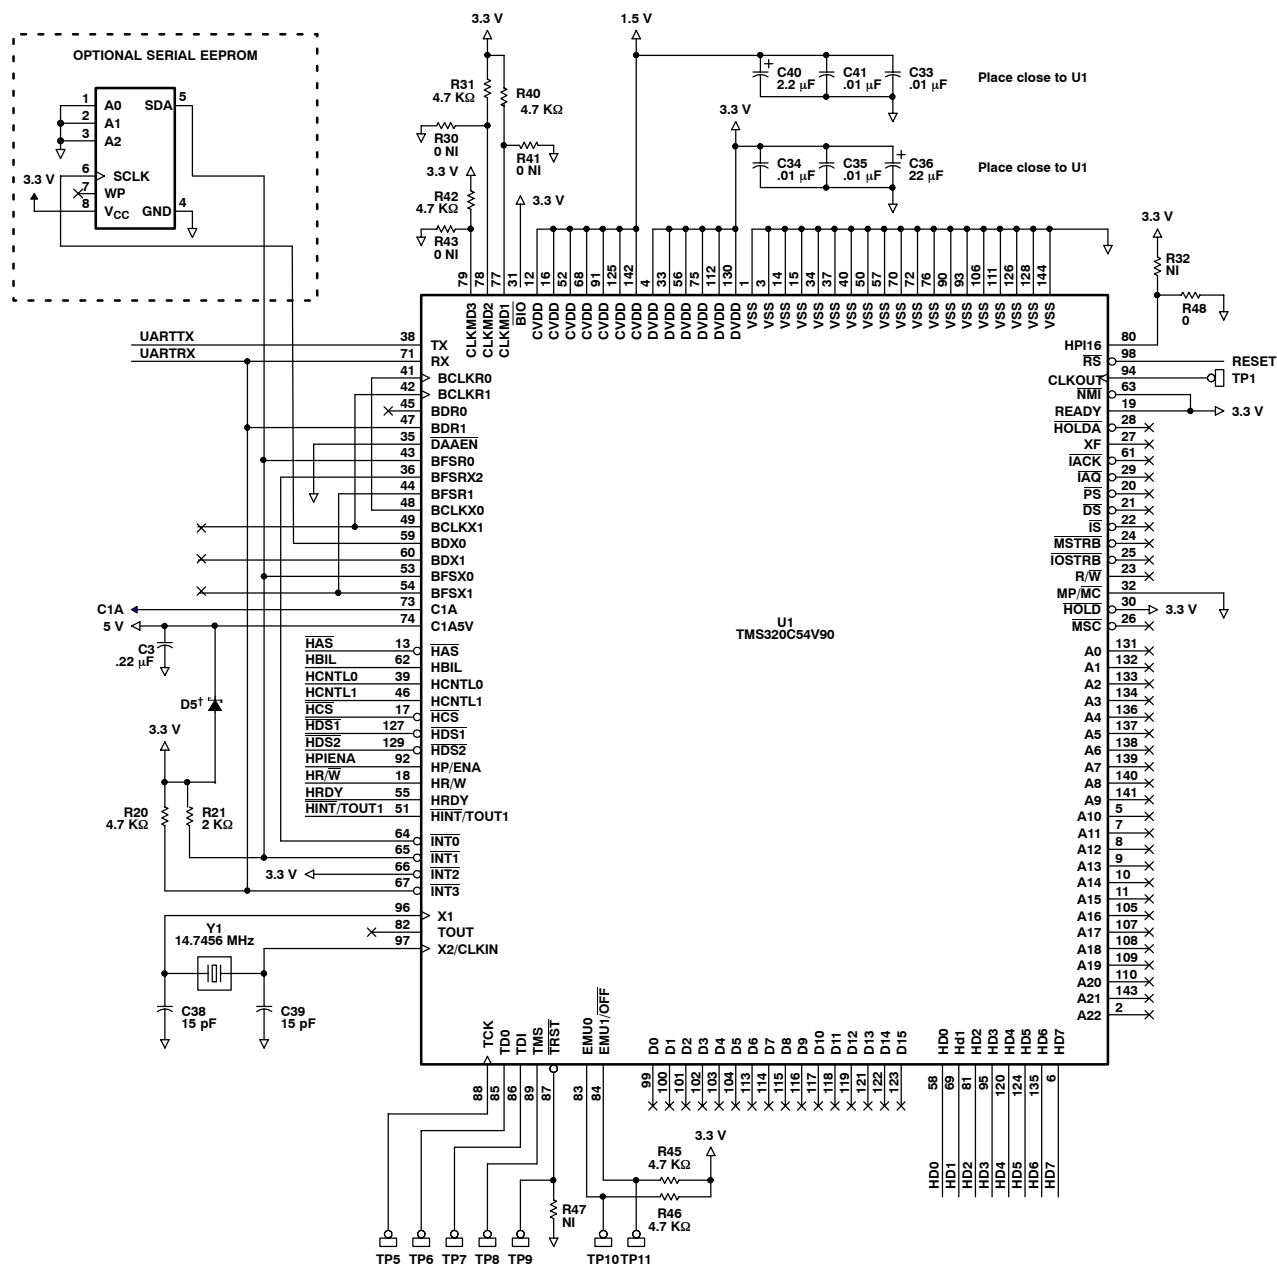 OPTIONAL SERIAL EEPROM
1 A0 SDA 5
2 A1
3 A2
6 SCLK
3.3 V
7 WP
8 VCC GND 4
3.3 V
R31
4.7 KΩ
R40
4.7 KΩ
R30
0 NI
R41
0 NI
3.3 V
R42
4.7 KΩ
R43
0 NI
3.3 V
1.5 V
C40
2.2 μF
C41
.01 μF
C33
.01 μF
Place close to U1
3.3 V
C34
.01 μF
C35
.01 μF
C36
22 μF
Place close to U1
79 CLKMD3
78 CLKMD2
77 CLKMD1
31 BIO
12 CVDD
16 CVDD
52 CVDD
68 CVDD
91 CVDD
125 CVDD
142 CVDD
4 DVDD
33 DVDD
56 DVDD
75 DVDD
112 DVDD
130 DVDD
1 VSS
3 VSS
14 VSS
15 VSS
34 VSS
37 VSS
40 VSS
50 VSS
57 VSS
70 VSS
72 VSS
76 VSS
90 VSS
93 VSS
106 VSS
111 VSS
126 VSS
128 VSS
144 VSS
3.3 V
R32
NI
R48
0
UARTTX 38 TX
UARTRX 71 RX
41 BCLKR0
42 BCLKR1
45 BDR0
47 BDR1
35 DAAEN
43 BFSR0
36 BFSRX2
44 BFSR1
48 BCLKX0
49 BCLKX1
59 BDX0
60 BDX1
53 BFSX0
54 BFSX1
C1A 73 C1A
5 V 74 C1A5V
C3
.22 μF
D5†
HAS 13 HAS
HBIL 62 HBIL
HCNTL0 39 HCNTL0
HCNTL1 46 HCNTL1
HCS 17 HCS
HDS1 127 HDS1
HDS2 129 HDS2
HPIENA 92 HP/ENA
HR/W 18 HR/W
HRDY 55 HRDY
HINT/TOUT1 51 HINT/TOUT1
3.3 V
R20
4.7 KΩ
R21
2 KΩ
64 INT0
65 INT1
3.3 V 66 INT2
67 INT3
96 X1
82 TOUT
97 X2/CLKIN
Y1
14.7456 MHz
C38
15 pF
C39
15 pF
U1
TMS320C54V90
HPI16 80
RS 98 RESET
CLKOUT 94 TP1
NMI 63
READY 19 3.3 V
HOLDA 28
XF 27
IACK 61
IAQ 29
PS 20
DS 21
IS 22
MSTRB 24
IOSTRB 25
R/W 23
MP/MC 32
HOLD 30 3.3 V
MSC 26
A0 131
A1 132
A2 133
A3 134
A4 136
A5 137
A6 138
A7 139
A8 140
A9 141
A10 5
A11 7
A12 8
A13 9
A14 10
A15 11
A16 105
A17 107
A18 108
A19 109
A20 110
A21 143
A22 2
TCK 88
TD0 85
TDI 86
TMS 89
TRST 87
EMU0 83
EMU1/OFF 84
D0 99
D1 100
D2 101
D3 102
D4 103
D5 104
D6 113
D7 114
D8 115
D9 116
D10 117
D11 118
D12 119
D13 121
D14 122
D15 123
HD0 58 HD0
Hd1 69 HD1
HD2 81 HD2
HD3 95 HD3
HD4 120 HD4
HD5 124 HD5
HD6 135 HD6
HD7 6 HD7
3.3 V
R45
4.7 KΩ
R46
4.7 KΩ
R47
NI
TP5 TP6 TP7 TP8 TP9 TP10 TP11